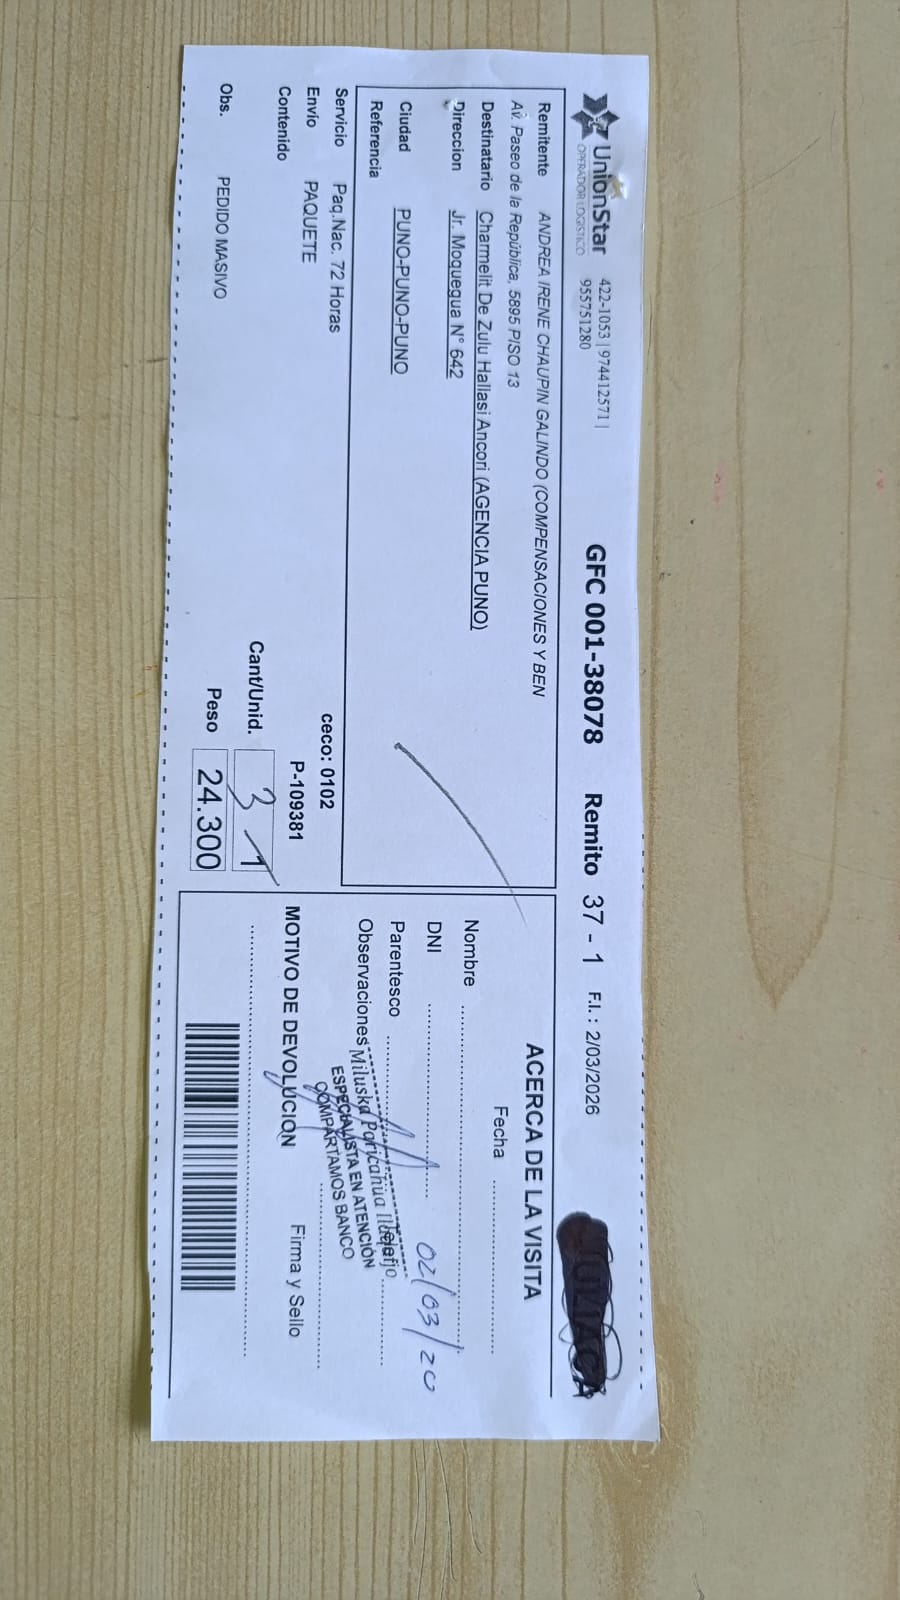 UnionStar
OPERADOR LOGISTICO
422-1053 | 974412571 |
955751280
GFC 001-38078 Remito 37 - 1 F.I.: 2/03/2026
Remitente ANDREA IRENE CHAUPIN GALINDO (COMPENSACIONES Y BEN
Av. Paseo de la República, 5895 PISO 13
Destinatario Charmelit De Zulu Hallasi Ancori (AGENCIA PUNO)
Direccion Jr. Moquegua N° 642
Ciudad PUNO-PUNO-PUNO
Referencia
Servicio Paq.Nac. 72 Horas
ceco: 0102
Envio PAQUETE
P-109381
Contenido
Cant/Unid. 3 1
Obs. PEDIDO MASIVO
Peso 24.300
ACERCA DE LA VISITA
Fecha
Nombre
DNI
02/03/20
Parentesco
Observaciones
Miluska Paricahua
ESPECIALISTA EN ATENCIÓN
COMPARTAMOS BANCO
MOTIVO DE DEVOLUCION
Firma y Sello